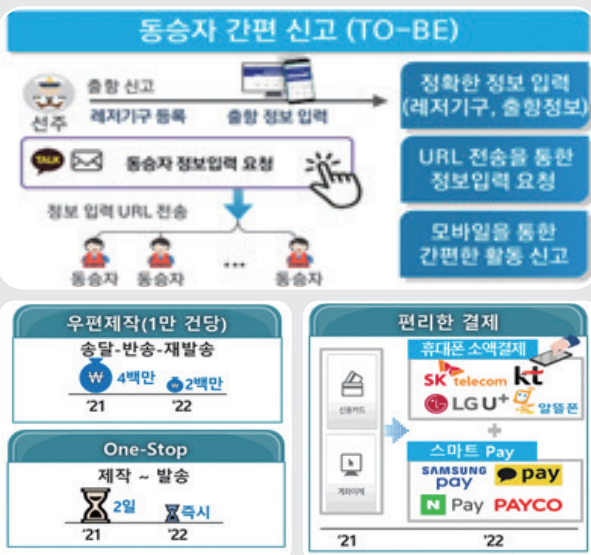 동승자 간편 신고 (TO-BE)
출항 신고
선주
레저기구 등록 출항 정보 입력
TALK 동승자 정보입력 요청
정보 입력 URL 전송
동승자 동승자 ... 동승자
정확한 정보 입력
(레저기구, 출항정보)
URL 전송을 통한
정보입력 요청
모바일을 통한
간편한 활동 신고
우편제작(1만 건당)
송달-반송-재발송
₩ 4백만 ₩ 2백만
'21 '22
One-Stop
제작 ~ 발송
2일 즉시
'21 '22
편리한 결제
신용카드
계좌이체
휴대폰 소액결제
SK telecom kt
LG U+ 알뜰폰
+
스마트 Pay
SAMSUNG pay pay
N Pay PAYCO
'21 '22